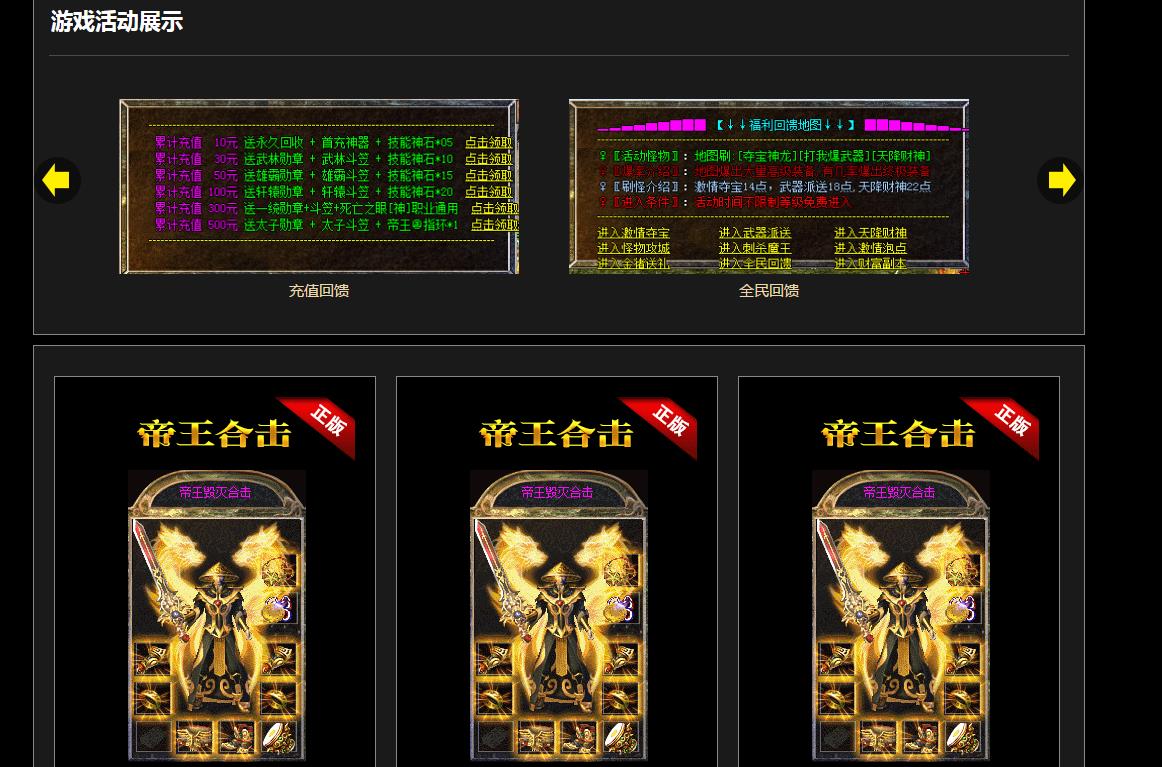 游戏活动展示
累计充值 10元 送永久回收 + 首充神器 + 技能神石*05 点击领取
累计充值 30元 送武林勋章 + 武林斗笠 + 技能神石*10 点击领取
累计充值 50元 送雄霸勋章 + 雄霸斗笠 + 技能神石*15 点击领取
累计充值 100元 送轩辕勋章 + 轩辕斗笠 + 技能神石*20 点击领取
累计充值 300元 送一统勋章+斗笠+死亡之眼[神]职业通用 点击领取
累计充值 500元 送太子勋章 + 太子斗笠 + 帝王④指环*1 点击领取
充值回馈
【↓↓福利回馈地图↓↓】
♀〖活动怪物〗: 地图刷:[夺宝神龙][打我爆武器][天降财神]
♀〖爆率介绍〗: 地图爆出大量高级装备,有几率爆出终极装备
♀〖刷怪介绍〗: 激情夺宝14点，武器派送18点,天降财神22点
♀〖进入条件〗: 活动时间不限制等级免费进入
进入激情夺宝 进入武器派送 进入天降财神
进入怪物攻城 进入刺杀魔王 进入激情泡点
进入金猪送礼 进入全民回馈 进入财富副本
全民回馈
正版
帝王合击
帝王毁灭合击
正版
帝王合击
帝王毁灭合击
正版
帝王合击
帝王毁灭合击